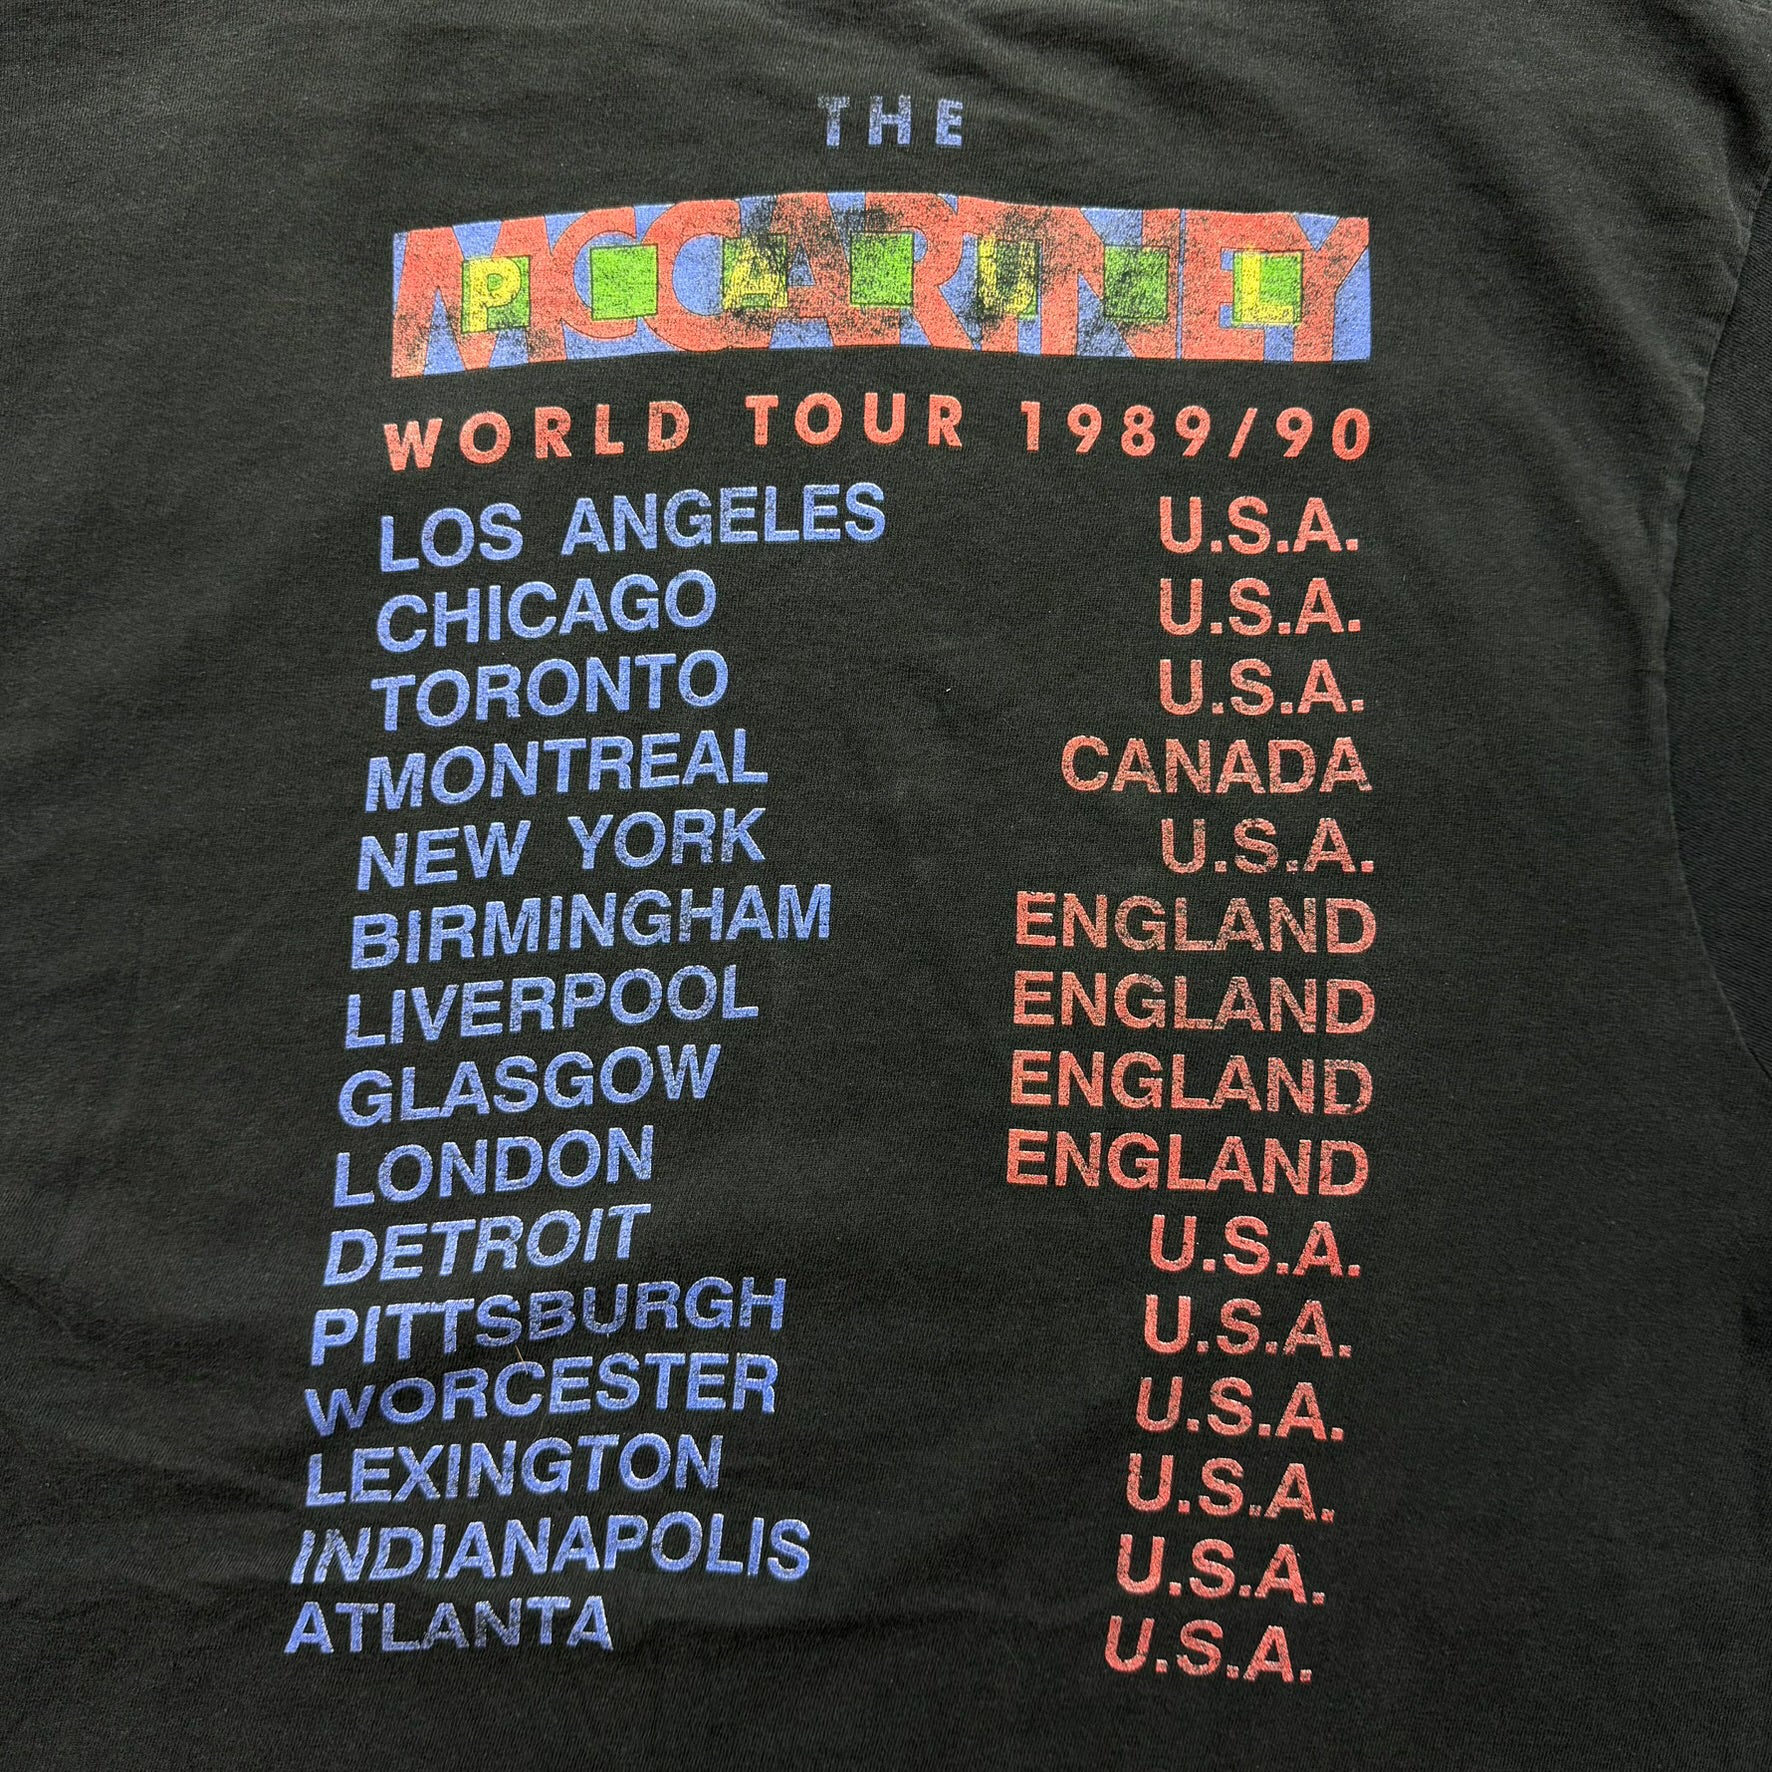 THE
MCCARTNEY
PAUL
WORLD TOUR 1989/90
LOS ANGELES U.S.A.
CHICAGO U.S.A.
TORONTO U.S.A.
MONTREAL CANADA
NEW YORK U.S.A.
BIRMINGHAM ENGLAND
LIVERPOOL ENGLAND
GLASGOW ENGLAND
LONDON ENGLAND
DETROIT U.S.A.
PITTSBURGH U.S.A.
WORCESTER U.S.A.
LEXINGTON U.S.A.
INDIANAPOLIS U.S.A.
ATLANTA U.S.A.